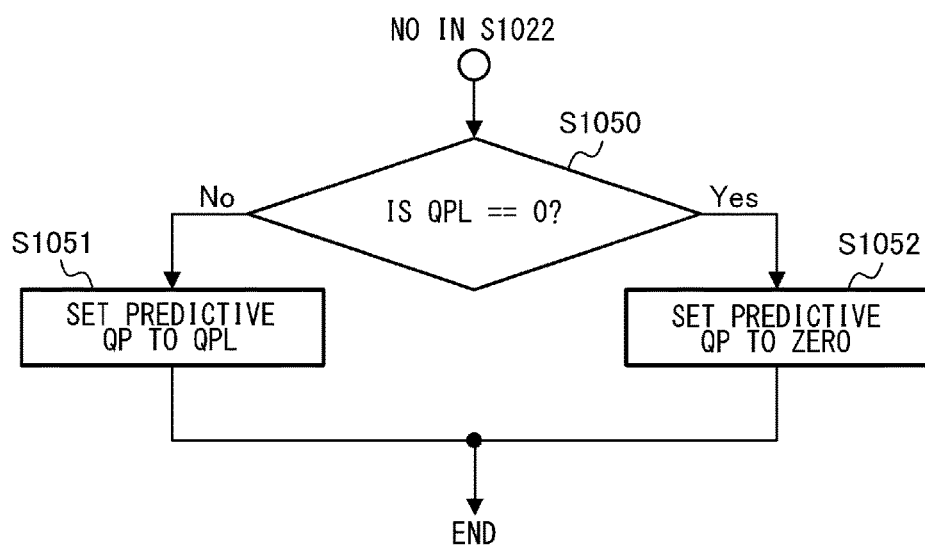 NO IN S1022
S1050
IS QPL == 0?
No
Yes
S1051
S1052
SET PREDICTIVE
QP TO QPL
SET PREDICTIVE
QP TO ZERO
END